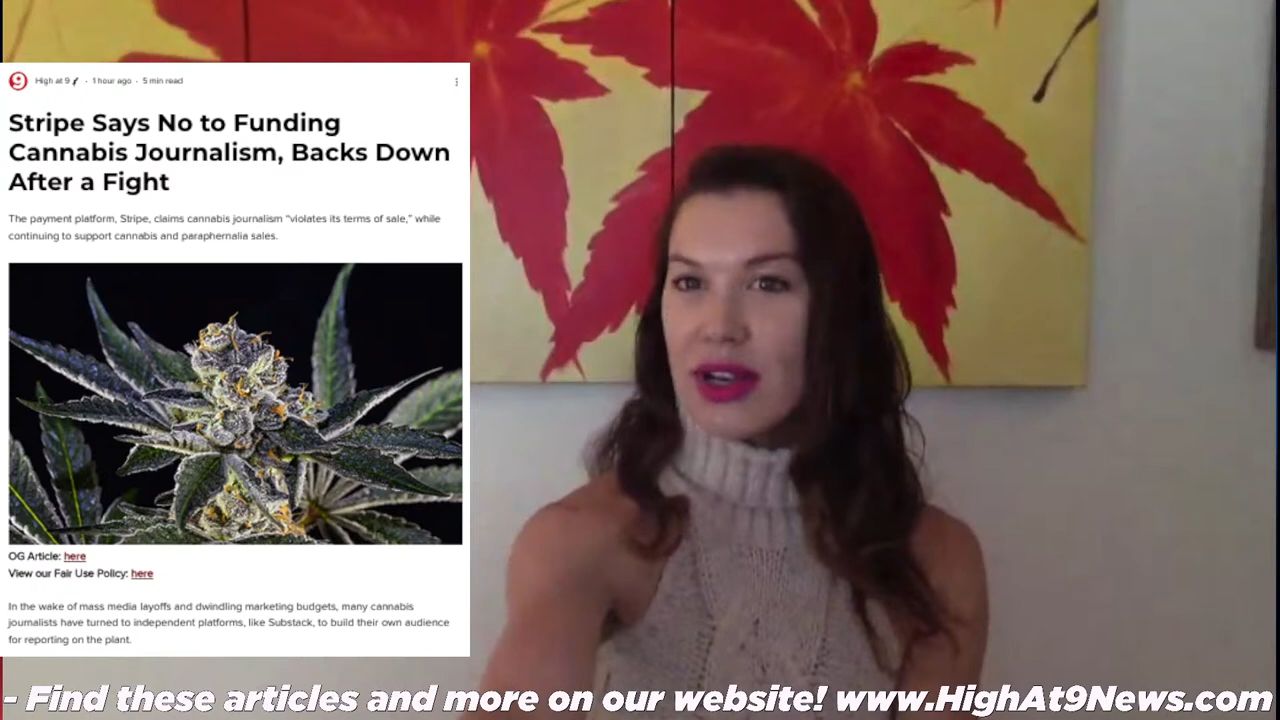 9 High at 9 · 1 hour ago · 5 min read
Stripe Says No to Funding
Cannabis Journalism, Backs Down
After a Fight
The payment platform, Stripe, claims cannabis journalism “violates its terms of sale,” while
continuing to support cannabis and paraphernalia sales.
OG Article: here
View our Fair Use Policy: here
In the wake of mass media layoffs and dwindling marketing budgets, many cannabis
journalists have turned to independent platforms, like Substack, to build their own audience
for reporting on the plant.
- Find these articles and more on our website! www.HighAt9News.com